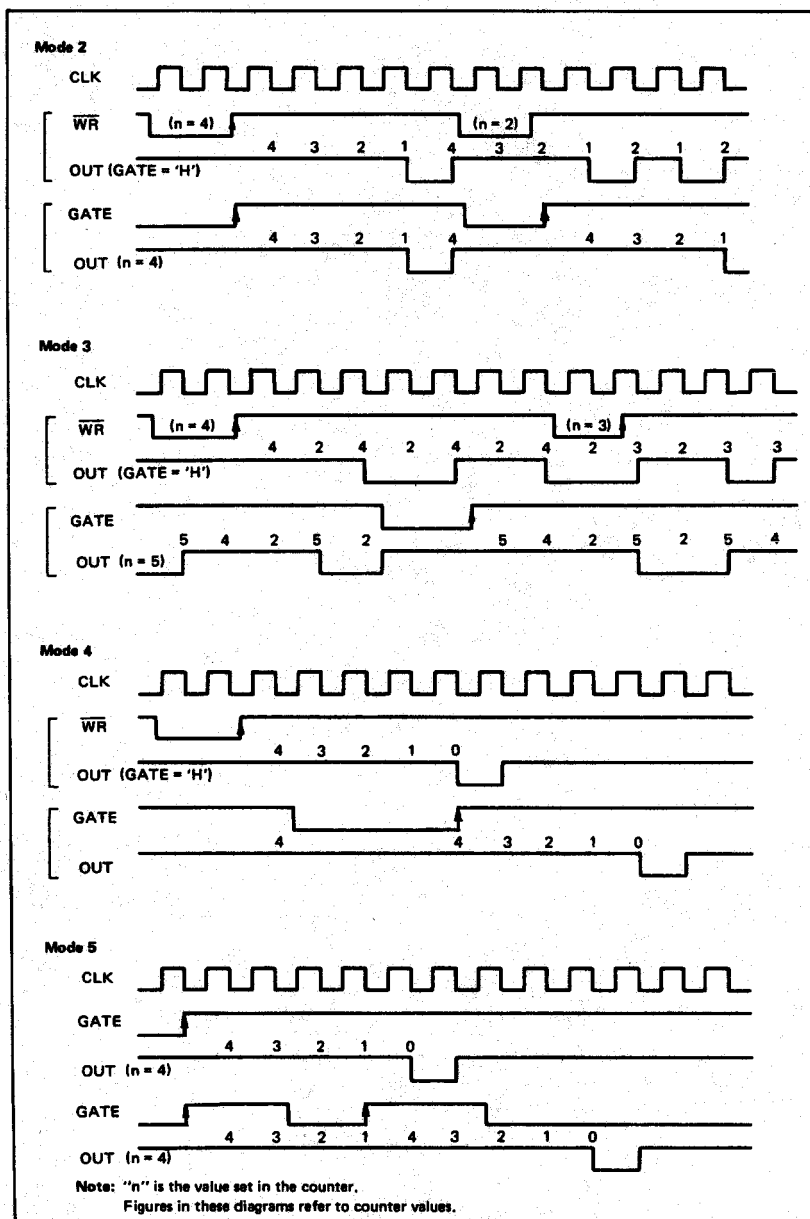 Mode 2
CLK
WR (n = 4) (n = 2)
4 3 2 1 4 3 2 1 2 1 2
OUT (GATE = 'H')
GATE
4 3 2 1 4 4 3 2 1
OUT (n = 4)
Mode 3
CLK
WR (n = 4) (n = 3)
4 2 4 2 4 2 4 2 3 2 3 3
OUT (GATE = 'H')
GATE
5 4 2 5 2 5 4 2 5 2 5 4
OUT (n = 5)
Mode 4
CLK
WR
4 3 2 1 0
OUT (GATE = 'H')
GATE
4 4 3 2 1 0
OUT
Mode 5
CLK
GATE
4 3 2 1 0
OUT (n = 4)
GATE
4 3 2 1 4 3 2 1 0
OUT (n = 4)
Note: "n" is the value set in the counter.
Figures in these diagrams refer to counter values.